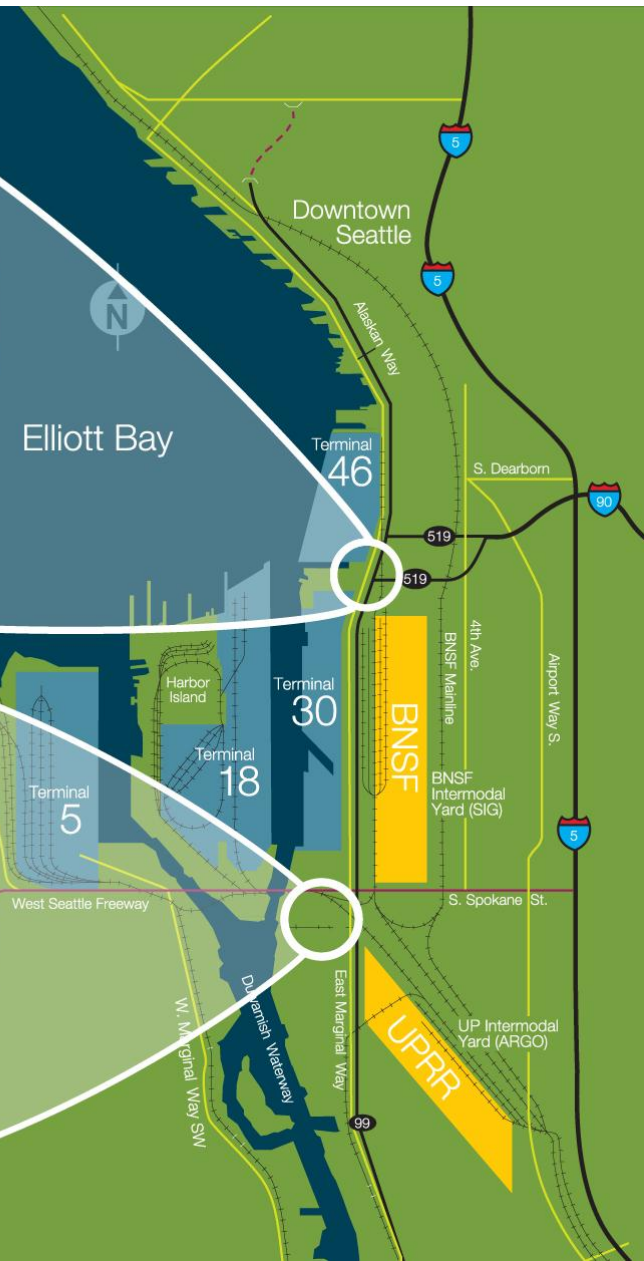 5
Downtown
Seattle
5
N
Alaskan Way
Elliott Bay
Terminal
46
S. Dearborn
90
519
519
4th Ave.
BNSF Mainline
Airport Way S.
Harbor
Island
Terminal
30
BNSF
Terminal
18
BNSF
Intermodal
Yard (SIG)
Terminal
5
5
West Seattle Freeway
S. Spokane St.
Duwamish Waterway
East Marginal Way
W. Marginal Way SW
UP Intermodal
Yard (ARGO)
UPRR
99